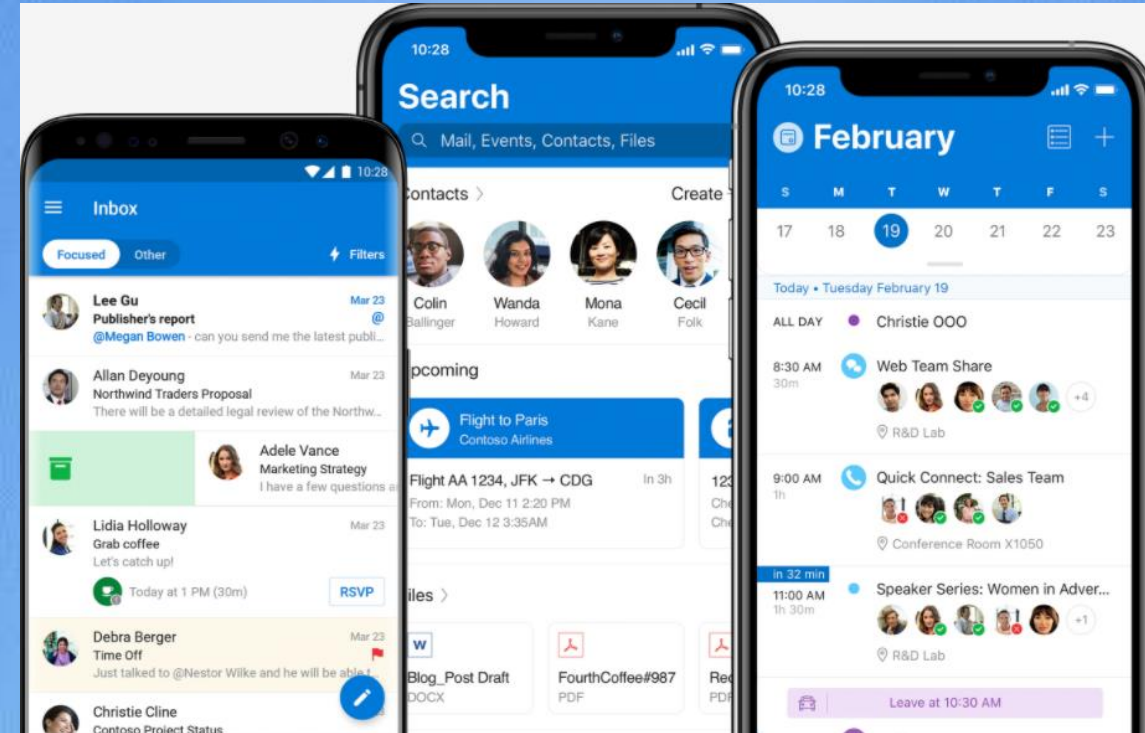 10:28
Inbox
Focused Other Filters
Lee Gu Mar 23
Publisher's report @
@Megan Bowen - can you send me the latest publi...
Allan Deyoung Mar 23
Northwind Traders Proposal
There will be a detailed legal review of the Northw...
Adele Vance
Marketing Strategy
I have a few questions a
Lidia Holloway Mar 23
Grab coffee
Let's catch up!
Today at 1 PM (30m) RSVP
Debra Berger Mar 23
Time Off
Just talked to @Nestor Wilke and he will be able t...
Christie Cline 3
Contoso Project Status
10:28
Search
Mail, Events, Contacts, Files
ontacts > Create
Colin Wanda Mona Cecil
Ballinger Howard Kane Folk
pcoming
Flight to Paris
Contoso Airlines
Flight AA 1234, JFK → CDG In 3h
From: Mon, Dec 11 2:20 PM
To: Tue, Dec 12 3:35AM
123
Che
Che
iles >
W
Blog_Post Draft FourthCoffee#987 Rec
DOCX PDF PDF
10:28
February
S M T W T F S
17 18 19 20 21 22 23
Today • Tuesday February 19
ALL DAY Christie OOO
8:30 AM Web Team Share
30m
+4
R&D Lab
9:00 AM Quick Connect: Sales Team
1h
Conference Room X1050
in 32 min
11:00 AM Speaker Series: Women in Adver...
1h 30m
+1
R&D Lab
Leave at 10:30 AM